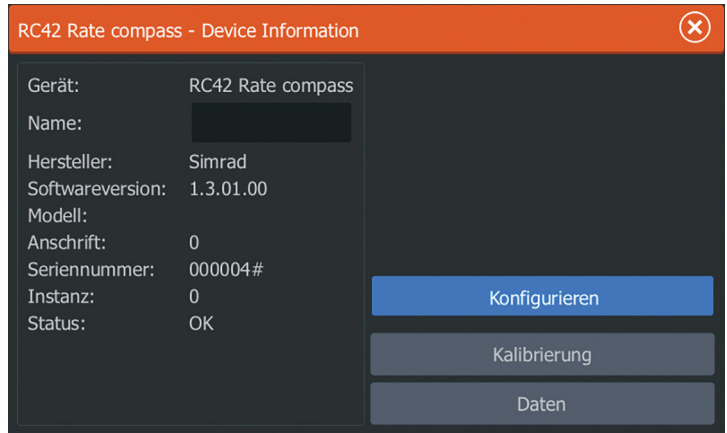 RC42 Rate compass - Device Information
Gerät: RC42 Rate compass
Name:
Hersteller: Simrad
Softwareversion: 1.3.01.00
Modell:
Anschrift: 0
Seriennummer: 000004#
Instanz: 0
Status: OK
Konfigurieren
Kalibrierung
Daten